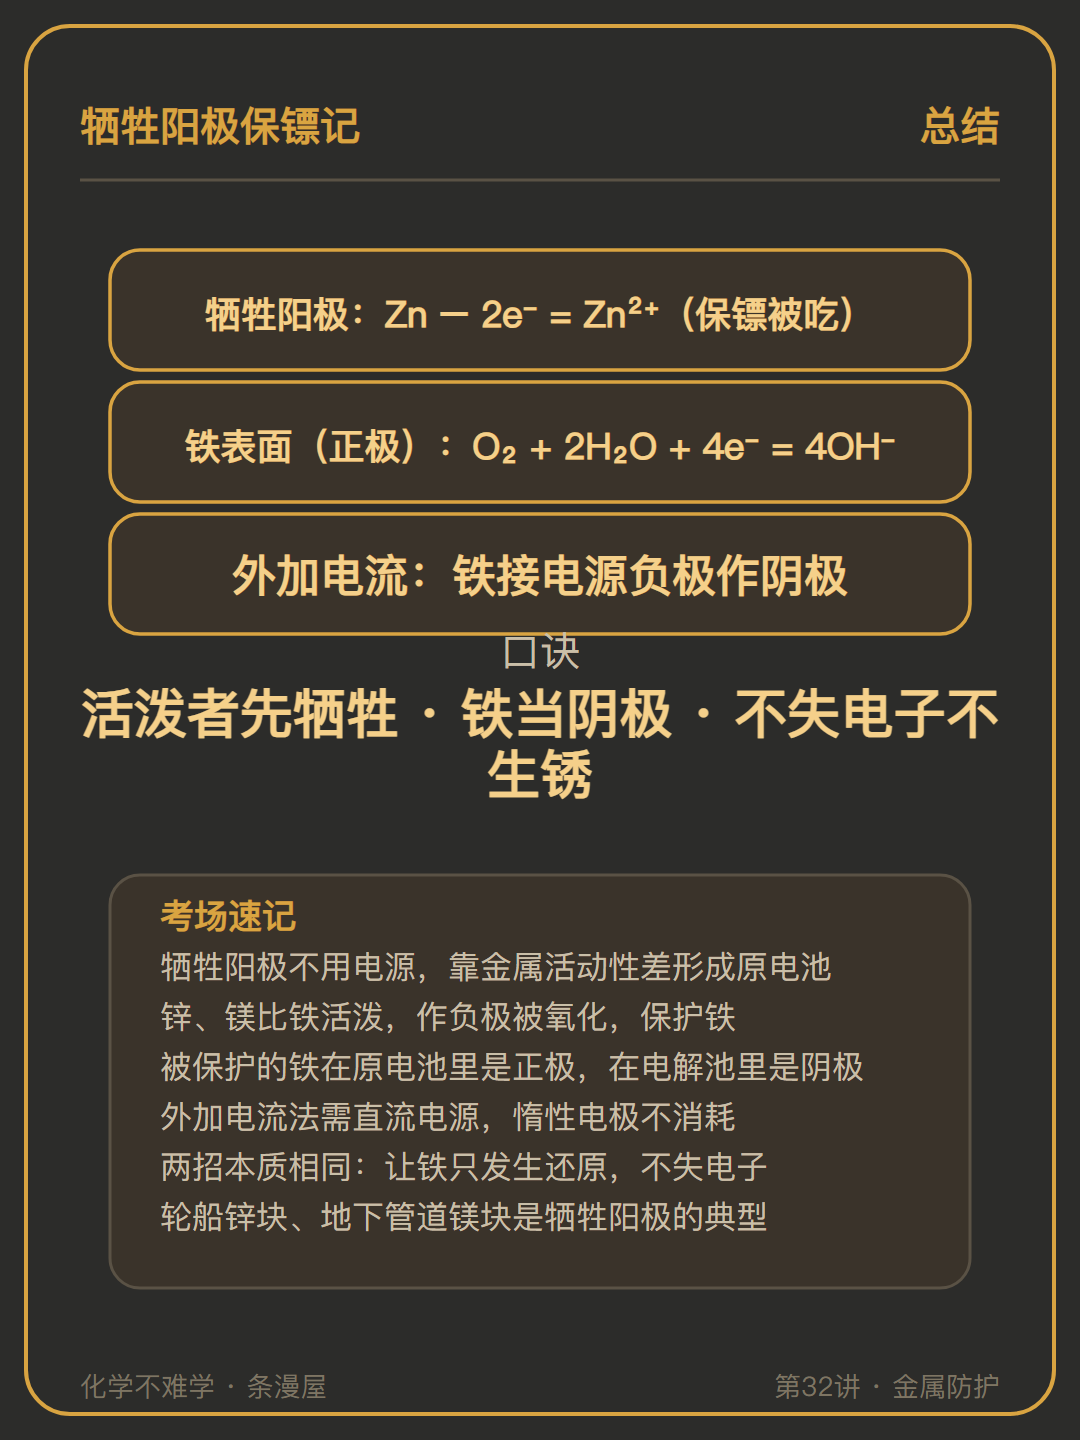 牺牲阳极保镖记
总结
牺牲阳极：Zn − 2e⁻ = Zn²⁺（保镖被吃）
铁表面（正极）：O₂ + 2H₂O + 4e⁻ = 4OH⁻
外加电流：铁接电源负极作阴极
口诀
活泼者先牺牲 · 铁当阴极 · 不失电子不
生锈
考场速记
牺牲阳极不用电源，靠金属活动性差形成原电池
锌、镁比铁活泼，作负极被氧化，保护铁
被保护的铁在原电池里是正极，在电解池里是阴极
外加电流法需直流电源，惰性电极不消耗
两招本质相同：让铁只发生还原，不失电子
轮船锌块、地下管道镁块是牺牲阳极的典型
化学不难学 · 条漫屋
第32讲 · 金属防护